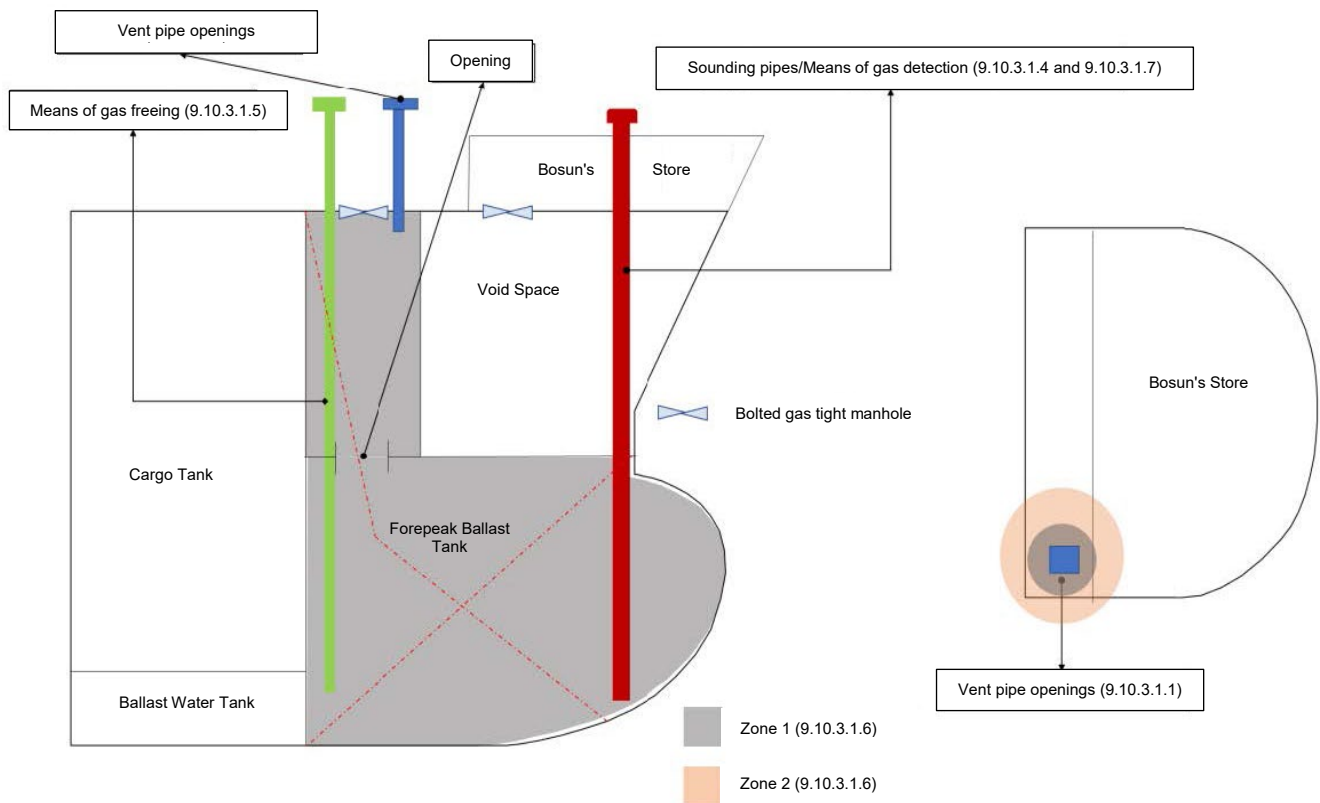 Vent pipe openings
Opening
Sounding pipes/Means of gas detection (9.10.3.1.4 and 9.10.3.1.7)
Means of gas freeing (9.10.3.1.5)
Bosun's Store
Void Space
Bosun's Store
Bolted gas tight manhole
Cargo Tank
Forepeak Ballast
Tank
Vent pipe openings (9.10.3.1.1)
Ballast Water Tank
Zone 1 (9.10.3.1.6)
Zone 2 (9.10.3.1.6)